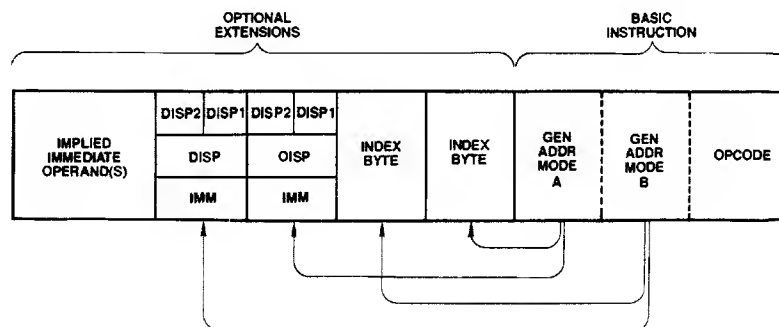 OPTIONAL
EXTENSIONS
BASIC
INSTRUCTION
IMPLIED
IMMEDIATE
OPERAND(S)
DISP2 DISP1
DISP
IMM
DISP2 DISP1
OISP
IMM
INDEX
BYTE
INDEX
BYTE
GEN
ADDR
MODE
A
GEN
ADDR
MODE
B
OPCODE